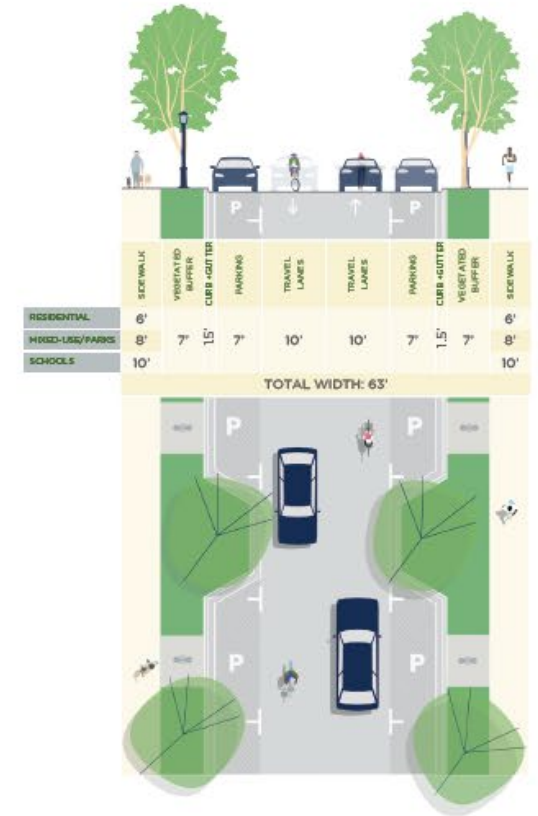 P P
SIDEWALK
VEGETATED
BUFFER
CURB +GUTTER
PARKING
TRAVEL
LANES
TRAVEL
LANES
PARKING
CURB +GUTTER
VEGETATED
BUFFER
SIDEWALK
RESIDENTIAL 6' 6'
MIXED-USE/PARKS 8' 7' 1.5' 7' 10' 10' 7' 1.5' 7' 8'
SCHOOLS 10' 10'
TOTAL WIDTH: 63'
P P
P P